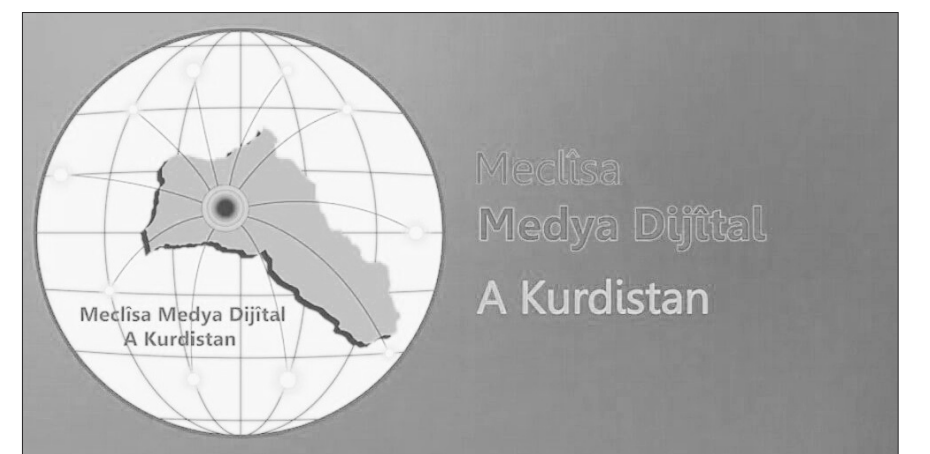 Meclîsa Medya Dijîtal
A Kurdistan
Meclîsa
Medya Dijîtal
A Kurdistan